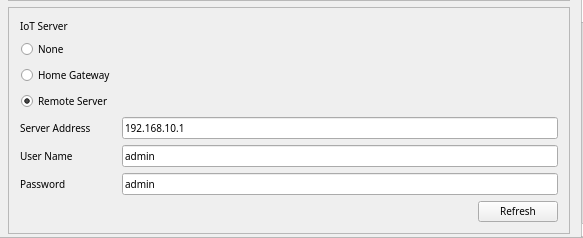 IoT Server
None
Home Gateway
Remote Server
Server Address 192.168.10.1
User Name admin
Password admin
Refresh